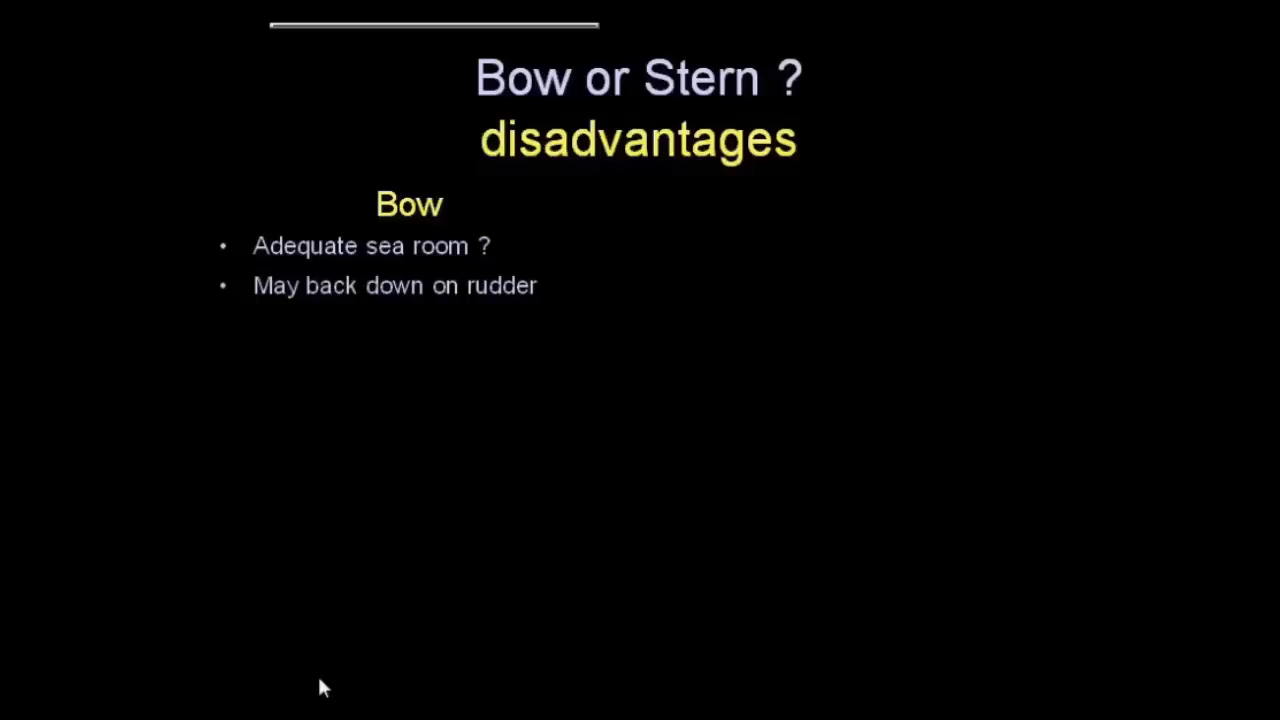 Bow or Stern ?
disadvantages
Bow
• Adequate sea room ?
• May back down on rudder